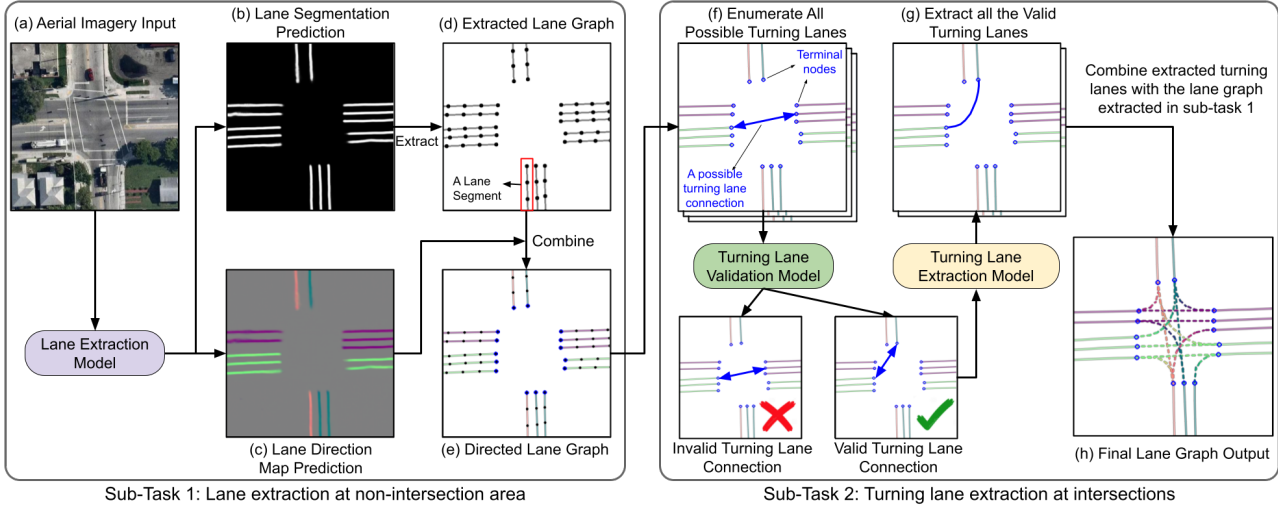 (a) Aerial Imagery Input
(b) Lane Segmentation
Prediction
(d) Extracted Lane Graph
Extract
A Lane
Segment
Combine
Lane Extraction
Model
(c) Lane Direction
Map Prediction
(e) Directed Lane Graph
Sub-Task 1: Lane extraction at non-intersection area
(f) Enumerate All
Possible Turning Lanes
Terminal
nodes
A possible
turning lane
connection
(g) Extract all the Valid
Turning Lanes
Combine extracted turning
lanes with the lane graph
extracted in sub-task 1
Turning Lane
Validation Model
Turning Lane
Extraction Model
Invalid Turning Lane
Connection
Valid Turning Lane
Connection
(h) Final Lane Graph Output
Sub-Task 2: Turning lane extraction at intersections